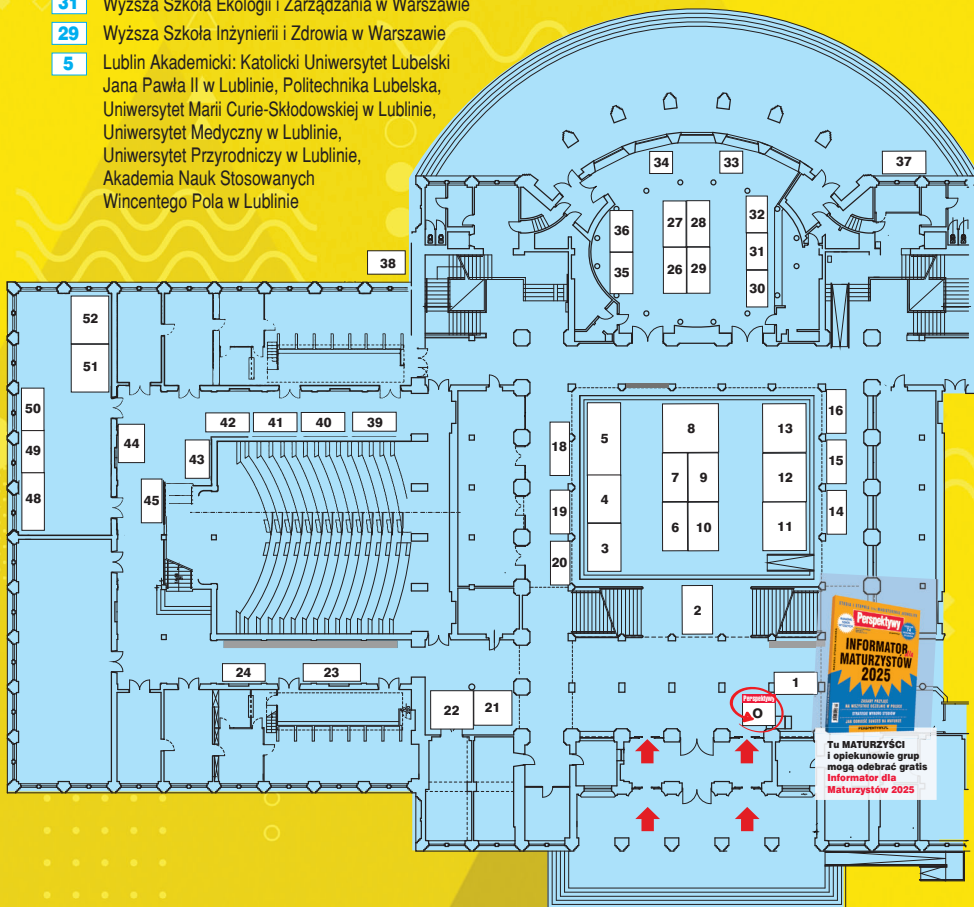 31 Wyższa Szkoła Ekologii i Zarządzania w Warszawie
29 Wyższa Szkoła Inżynierii i Zdrowia w Warszawie
5 Lublin Akademicki: Katolicki Uniwersytet Lubelski
Jana Pawła II w Lublinie, Politechnika Lubelska,
Uniwersytet Marii Curie-Skłodowskiej w Lublinie,
Uniwersytet Medyczny w Lublinie,
Uniwersytet Przyrodniczy w Lublinie,
Akademia Nauk Stosowanych
Wincentego Pola w Lublinie
34 33 37
36 27 28 32
31
38 35 26 29 30
52
51
50 42 41 40 39 16
44 18 5 8 13
49 43 15
48 45 7 9 12
19 4 14
6 10 11
20 3
2
24 23 1
22 21
Perspektywy
O
Perspektywy
INFORMATOR dla
MATURZYSTÓW
2025
Tu MATURZYŚCI
i opiekunowie grup
mogą odebrać gratis
Informator dla
Maturzystów 2025